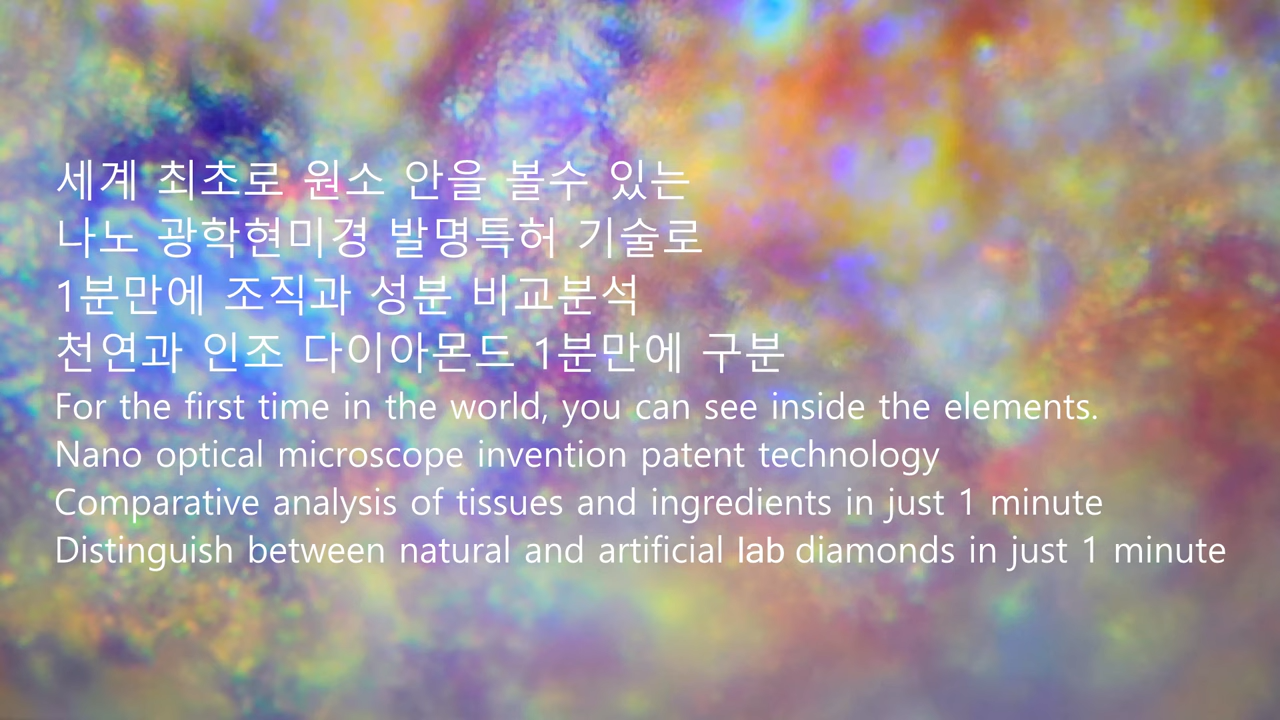 세계 최초로 원소 안을 볼수 있는
나노 광학현미경 발명특허 기술로
1분만에 조직과 성분 비교분석
천연과 인조 다이아몬드 1분만에 구분
For the first time in the world, you can see inside the elements.
Nano optical microscope invention patent technology
Comparative analysis of tissues and ingredients in just 1 minute
Distinguish between natural and artificial lab diamonds in just 1 minute